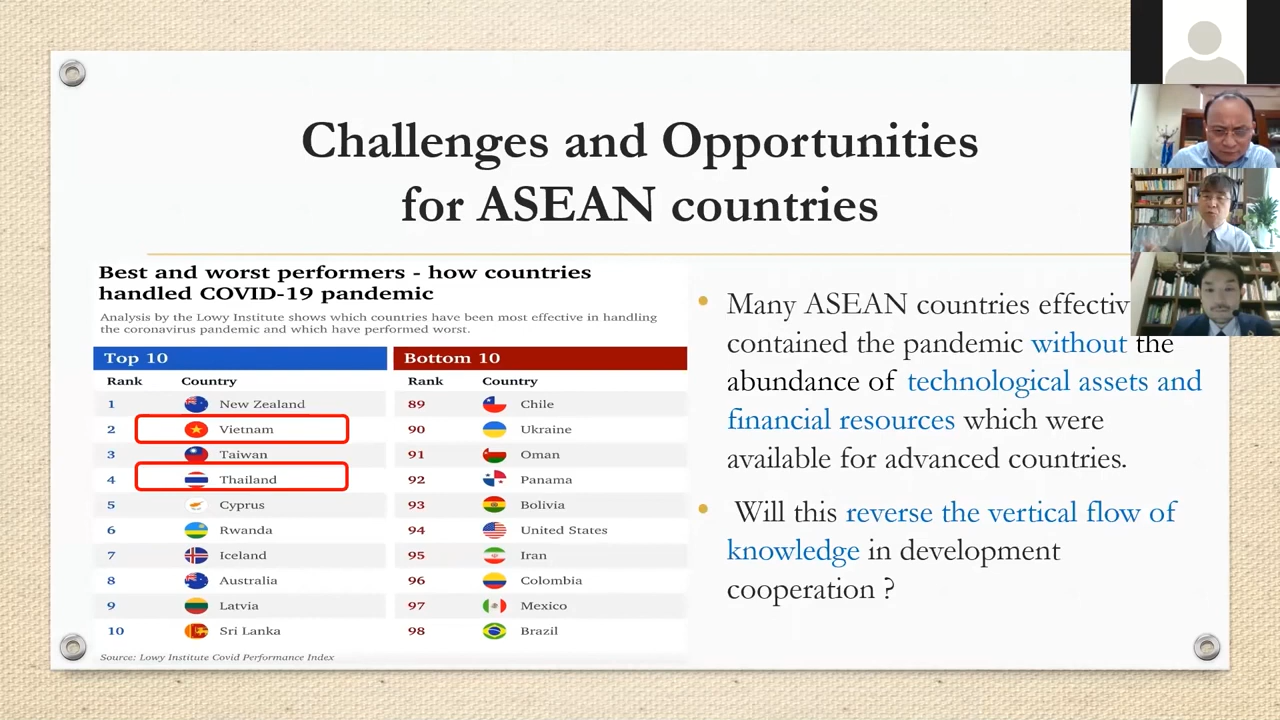 Challenges and Opportunities
for ASEAN countries
Best and worst performers - how countries
handled COVID-19 pandemic
Analysis by the Lowy Institute shows which countries have been most effective in handling
the coronavirus pandemic and which have performed worst.
Top 10
Rank Country
1 New Zealand
2 Vietnam
3 Taiwan
4 Thailand
5 Cyprus
6 Rwanda
7 Iceland
8 Australia
9 Latvia
10 Sri Lanka
Bottom 10
Rank Country
89 Chile
90 Ukraine
91 Oman
92 Panama
93 Bolivia
94 United States
95 Iran
96 Colombia
97 Mexico
98 Brazil
Source: Lowy Institute Covid Performance Index
• Many ASEAN countries effectiv
contained the pandemic without the
abundance of technological assets and
financial resources which were
available for advanced countries.
• Will this reverse the vertical flow of
knowledge in development
cooperation ?